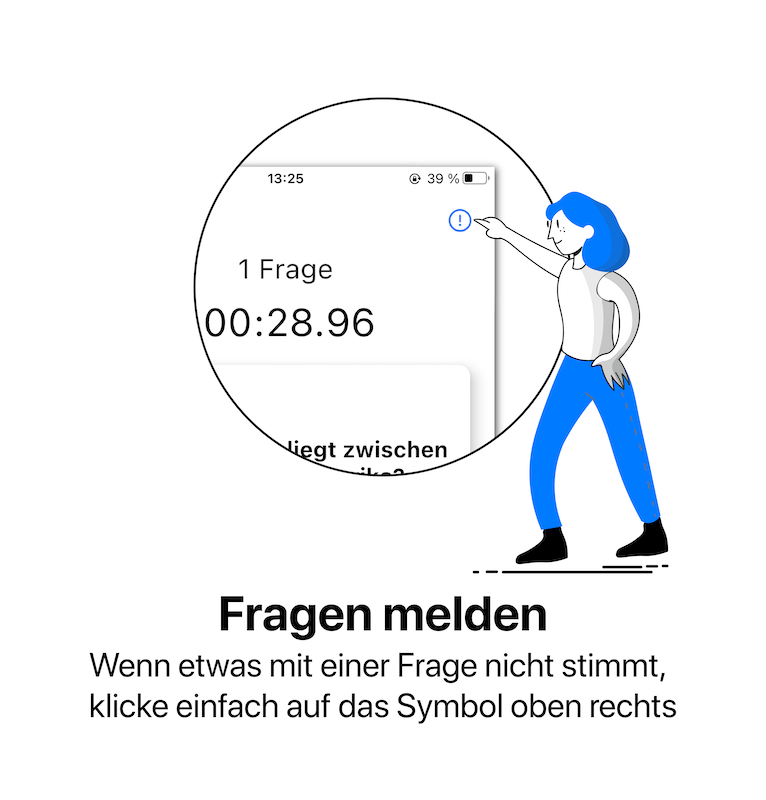 13:25 39 %
1 Frage
00:28.96
liegt zwischen
Fragen melden
Wenn etwas mit einer Frage nicht stimmt,
klicke einfach auf das Symbol oben rechts